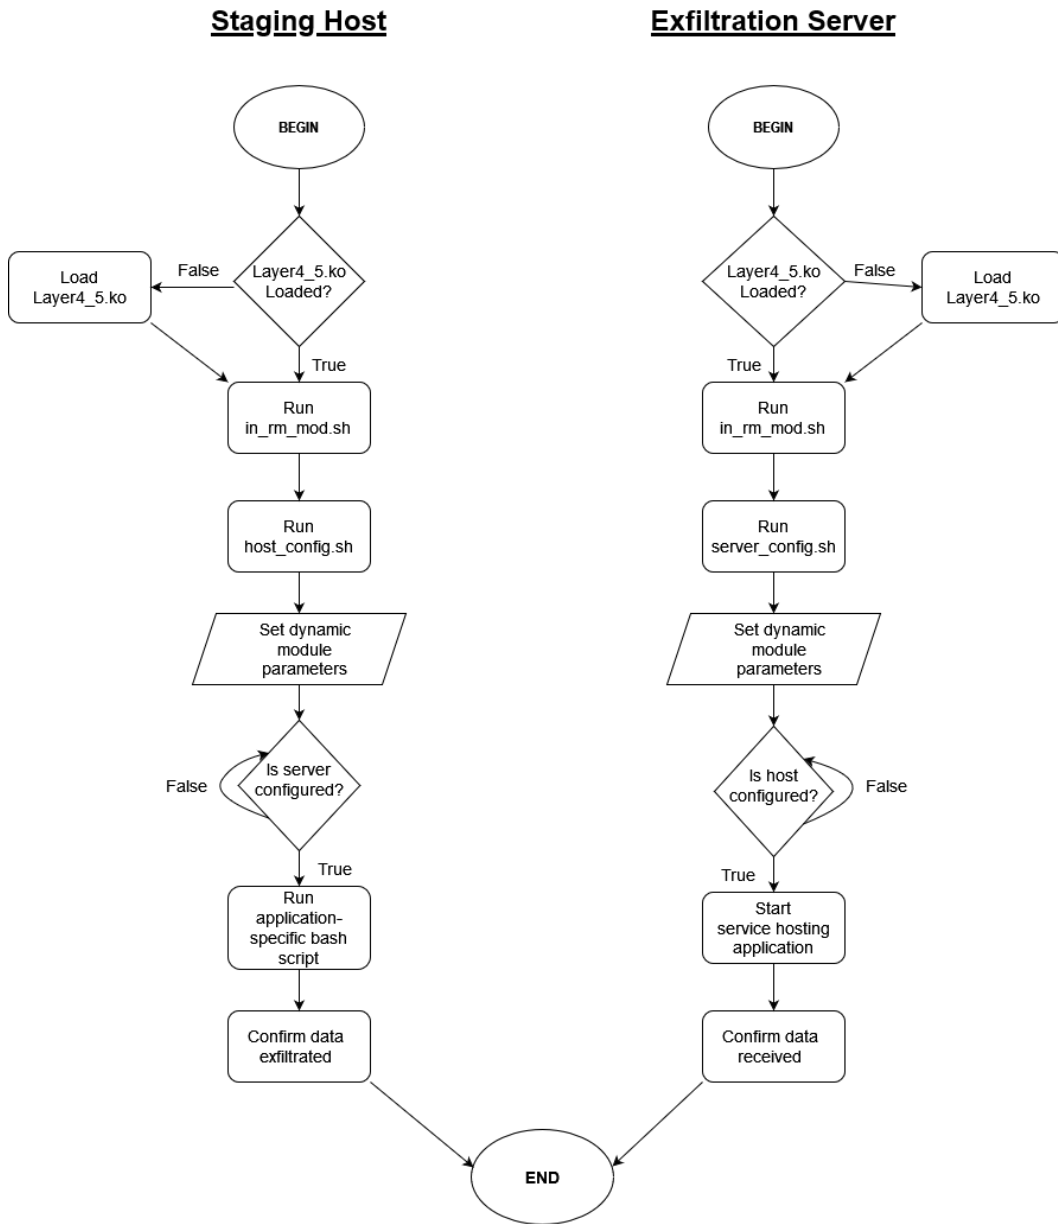 Staging Host
Exfiltration Server
BEGIN
BEGIN
Layer4_5.ko
Loaded?
False
Load
Layer4_5.ko
True
Layer4_5.ko
Loaded?
False
Load
Layer4_5.ko
True
Run
in_rm_mod.sh
Run
in_rm_mod.sh
Run
host_config.sh
Run
server_config.sh
Set dynamic
module
parameters
Set dynamic
module
parameters
Is server
configured?
False
True
Is host
configured?
False
True
Run
application-
specific bash
script
Start
service hosting
application
Confirm data
exfiltrated
Confirm data
received
END